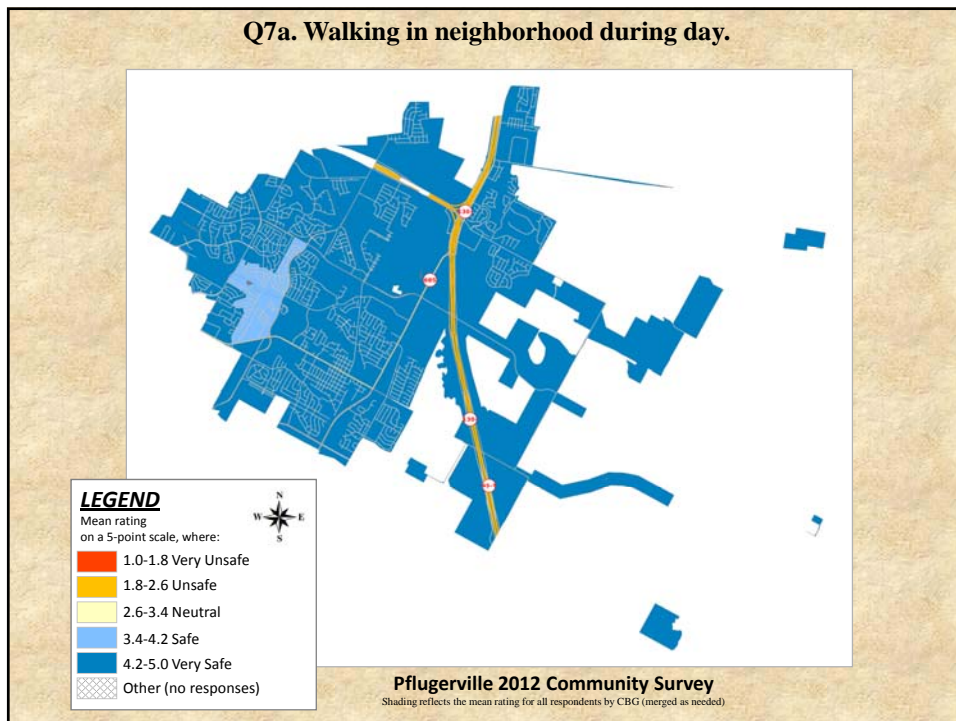 Q7a. Walking in neighborhood during day.
LEGEND
Mean rating
on a 5-point scale, where:
N
W
E
S
1.0-1.8 Very Unsafe
1.8-2.6 Unsafe
2.6-3.4 Neutral
3.4-4.2 Safe
4.2-5.0 Very Safe
Other (no responses)
Pflugerville 2012 Community Survey
Shading reflects the mean rating for all respondents by CBG (merged as needed)